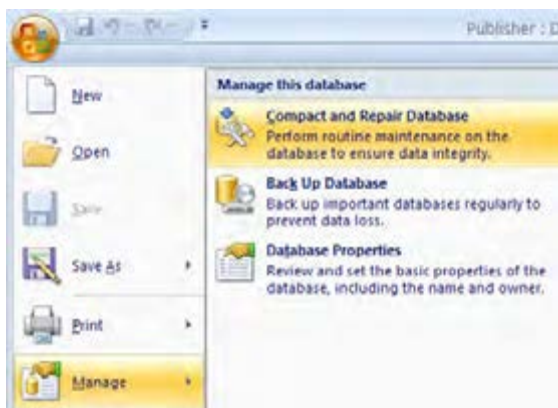 Publisher : D
New
Open
Save
Save As
Print
Manage
Manage this database
Compact and Repair Database
Perform routine maintenance on the
database to ensure data integrity.
Back Up Database
Back up important databases regularly to
prevent data loss.
Database Properties
Review and set the basic properties of the
database, including the name and owner.